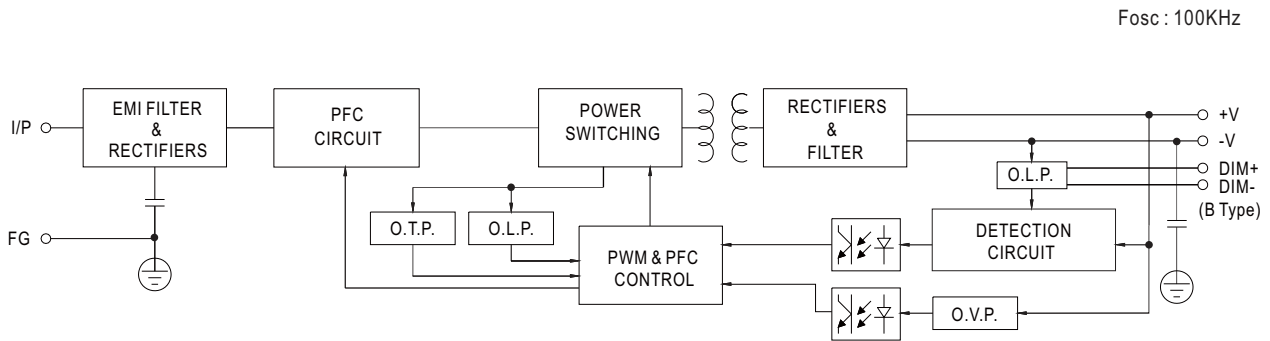 Fosc : 100KHz
I/P
EMI FILTER
&
RECTIFIERS
PFC
CIRCUIT
POWER
SWITCHING
RECTIFIERS
&
FILTER
+V
-V
DIM+
DIM-
(B Type)
O.L.P.
FG
O.T.P.
O.L.P.
PWM & PFC
CONTROL
DETECTION
CIRCUIT
O.V.P.